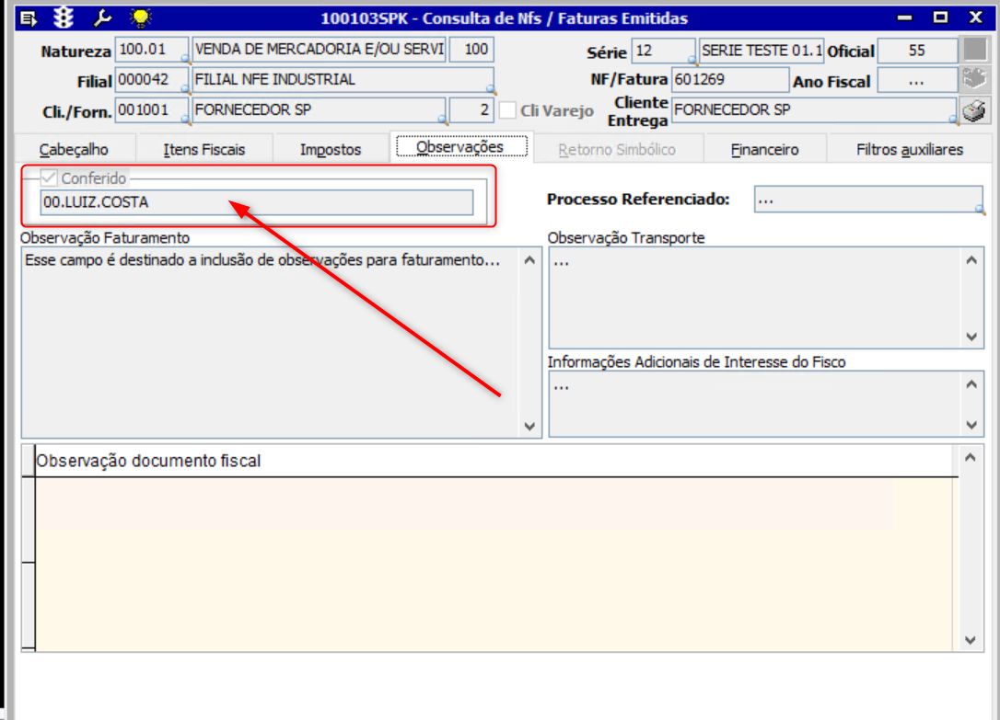 100103SPK - Consulta de Nfs / Faturas Emitidas
Natureza 100.01 VENDA DE MERCADORIA E/OU SERVI 100 Série 12 SERIE TESTE 01.1 Oficial 55
Filial 000042 FILIAL NFE INDUSTRIAL NF/Fatura 601269 Ano Fiscal ...
Cli./Forn. 001001 FORNECEDOR SP 2 Cli Varejo Cliente Entrega FORNECEDOR SP
Cabeçalho Itens Fiscais Impostos Observações Retorno Simbólico Financeiro Filtros auxiliares
Conferido
00.LUIZ.COSTA Processo Referenciado: ...
Observação Faturamento Observação Transporte
Esse campo é destinado a inclusão de observações para faturamento... ...
Informações Adicionais de Interesse do Fisco
...
Observação documento fiscal